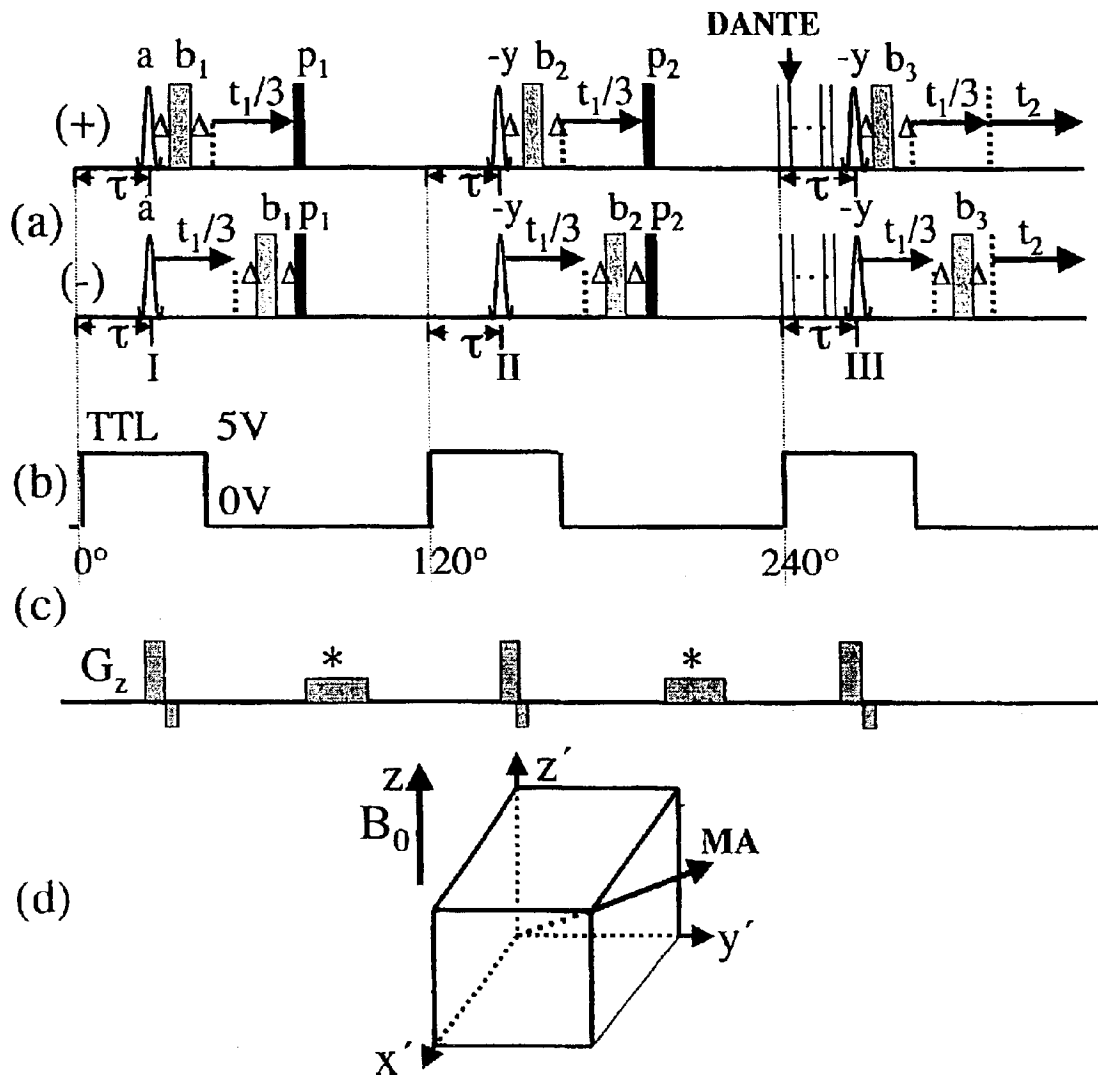 DANTE
a b₁ p₁ -y b₂ p₂ -y b₃
(+) Δ Δ t₁/3 Δ Δ t₁/3 ... Δ Δ t₁/3 t₂
τ τ τ
(a)
a b₁ p₁ -y b₂ p₂ -y b₃
(-) t₁/3 Δ Δ t₁/3 Δ Δ ... t₁/3 Δ Δ t₂
τ τ τ
I II III
TTL 5V
(b)
0V
0° 120° 240°
(c)
* *
G_z
z z´
B₀
MA
(d)
y´
x´